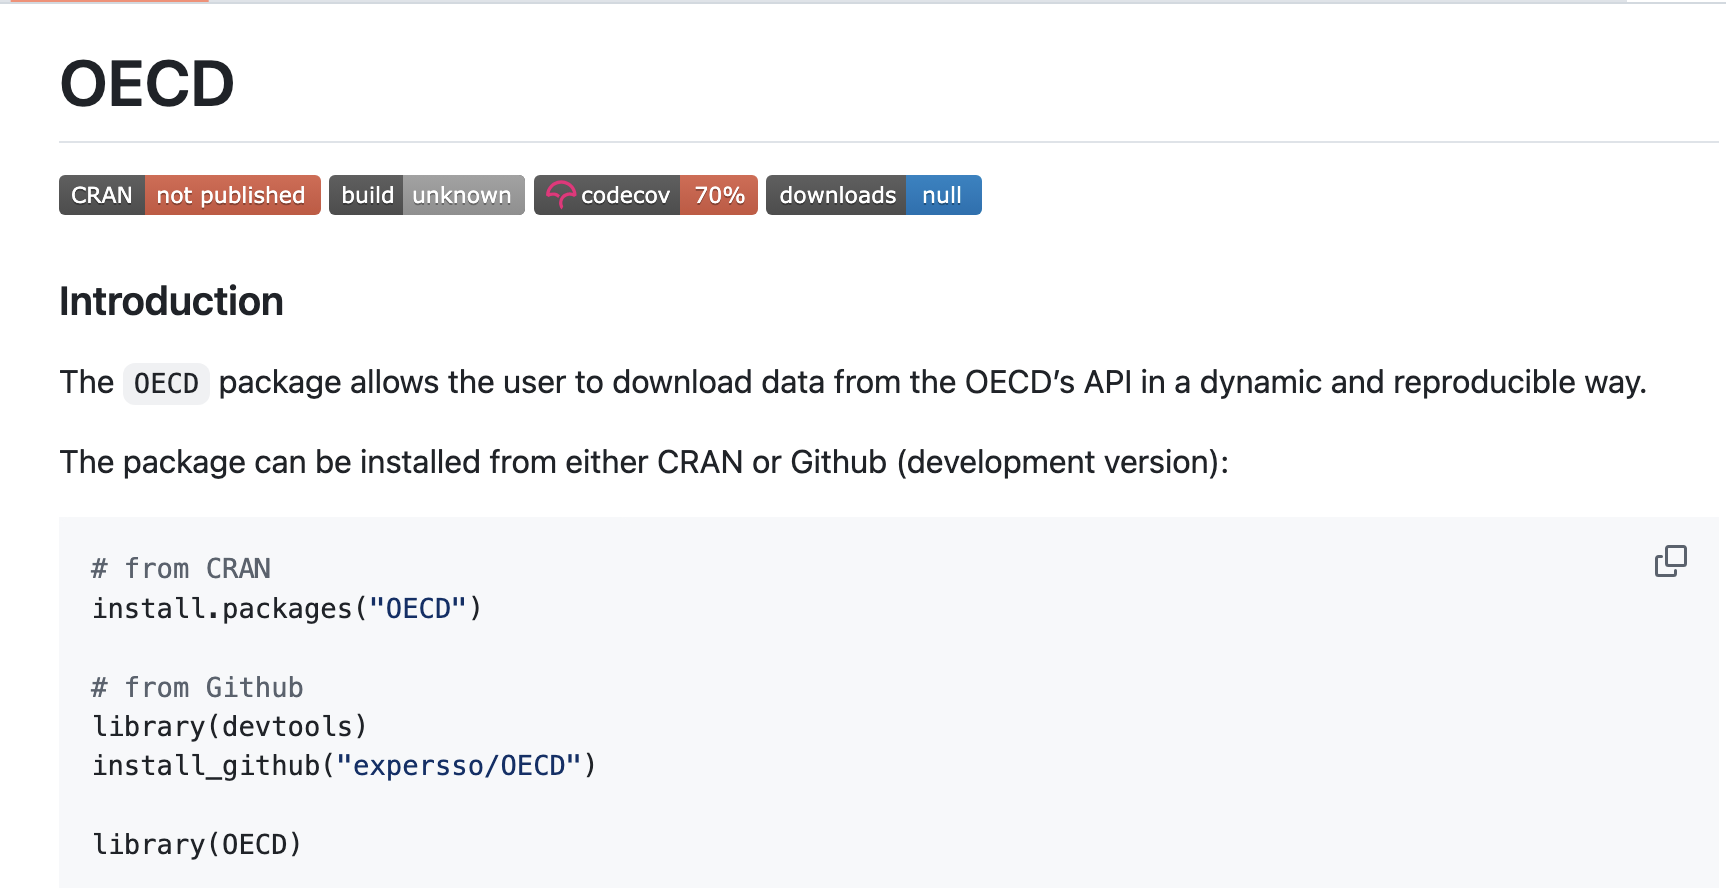 OECD
CRAN not published build unknown codecov 70% downloads null
Introduction
The OECD package allows the user to download data from the OECD’s API in a dynamic and reproducible way.
The package can be installed from either CRAN or Github (development version):
# from CRAN
install.packages("OECD")
# from Github
library(devtools)
install_github("expersso/OECD")
library(OECD)